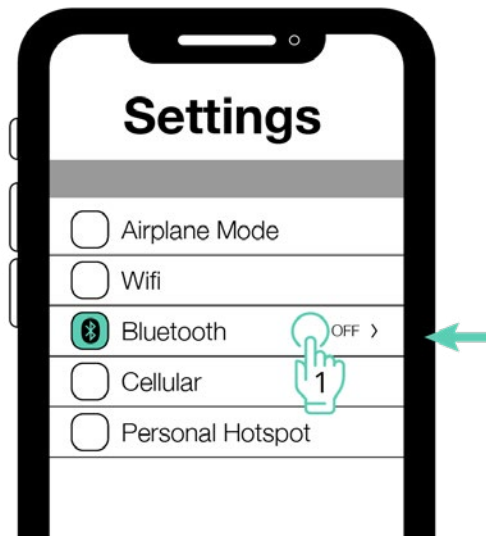 Settings
Airplane Mode
Wifi
Bluetooth OFF >
Cellular
1
Personal Hotspot